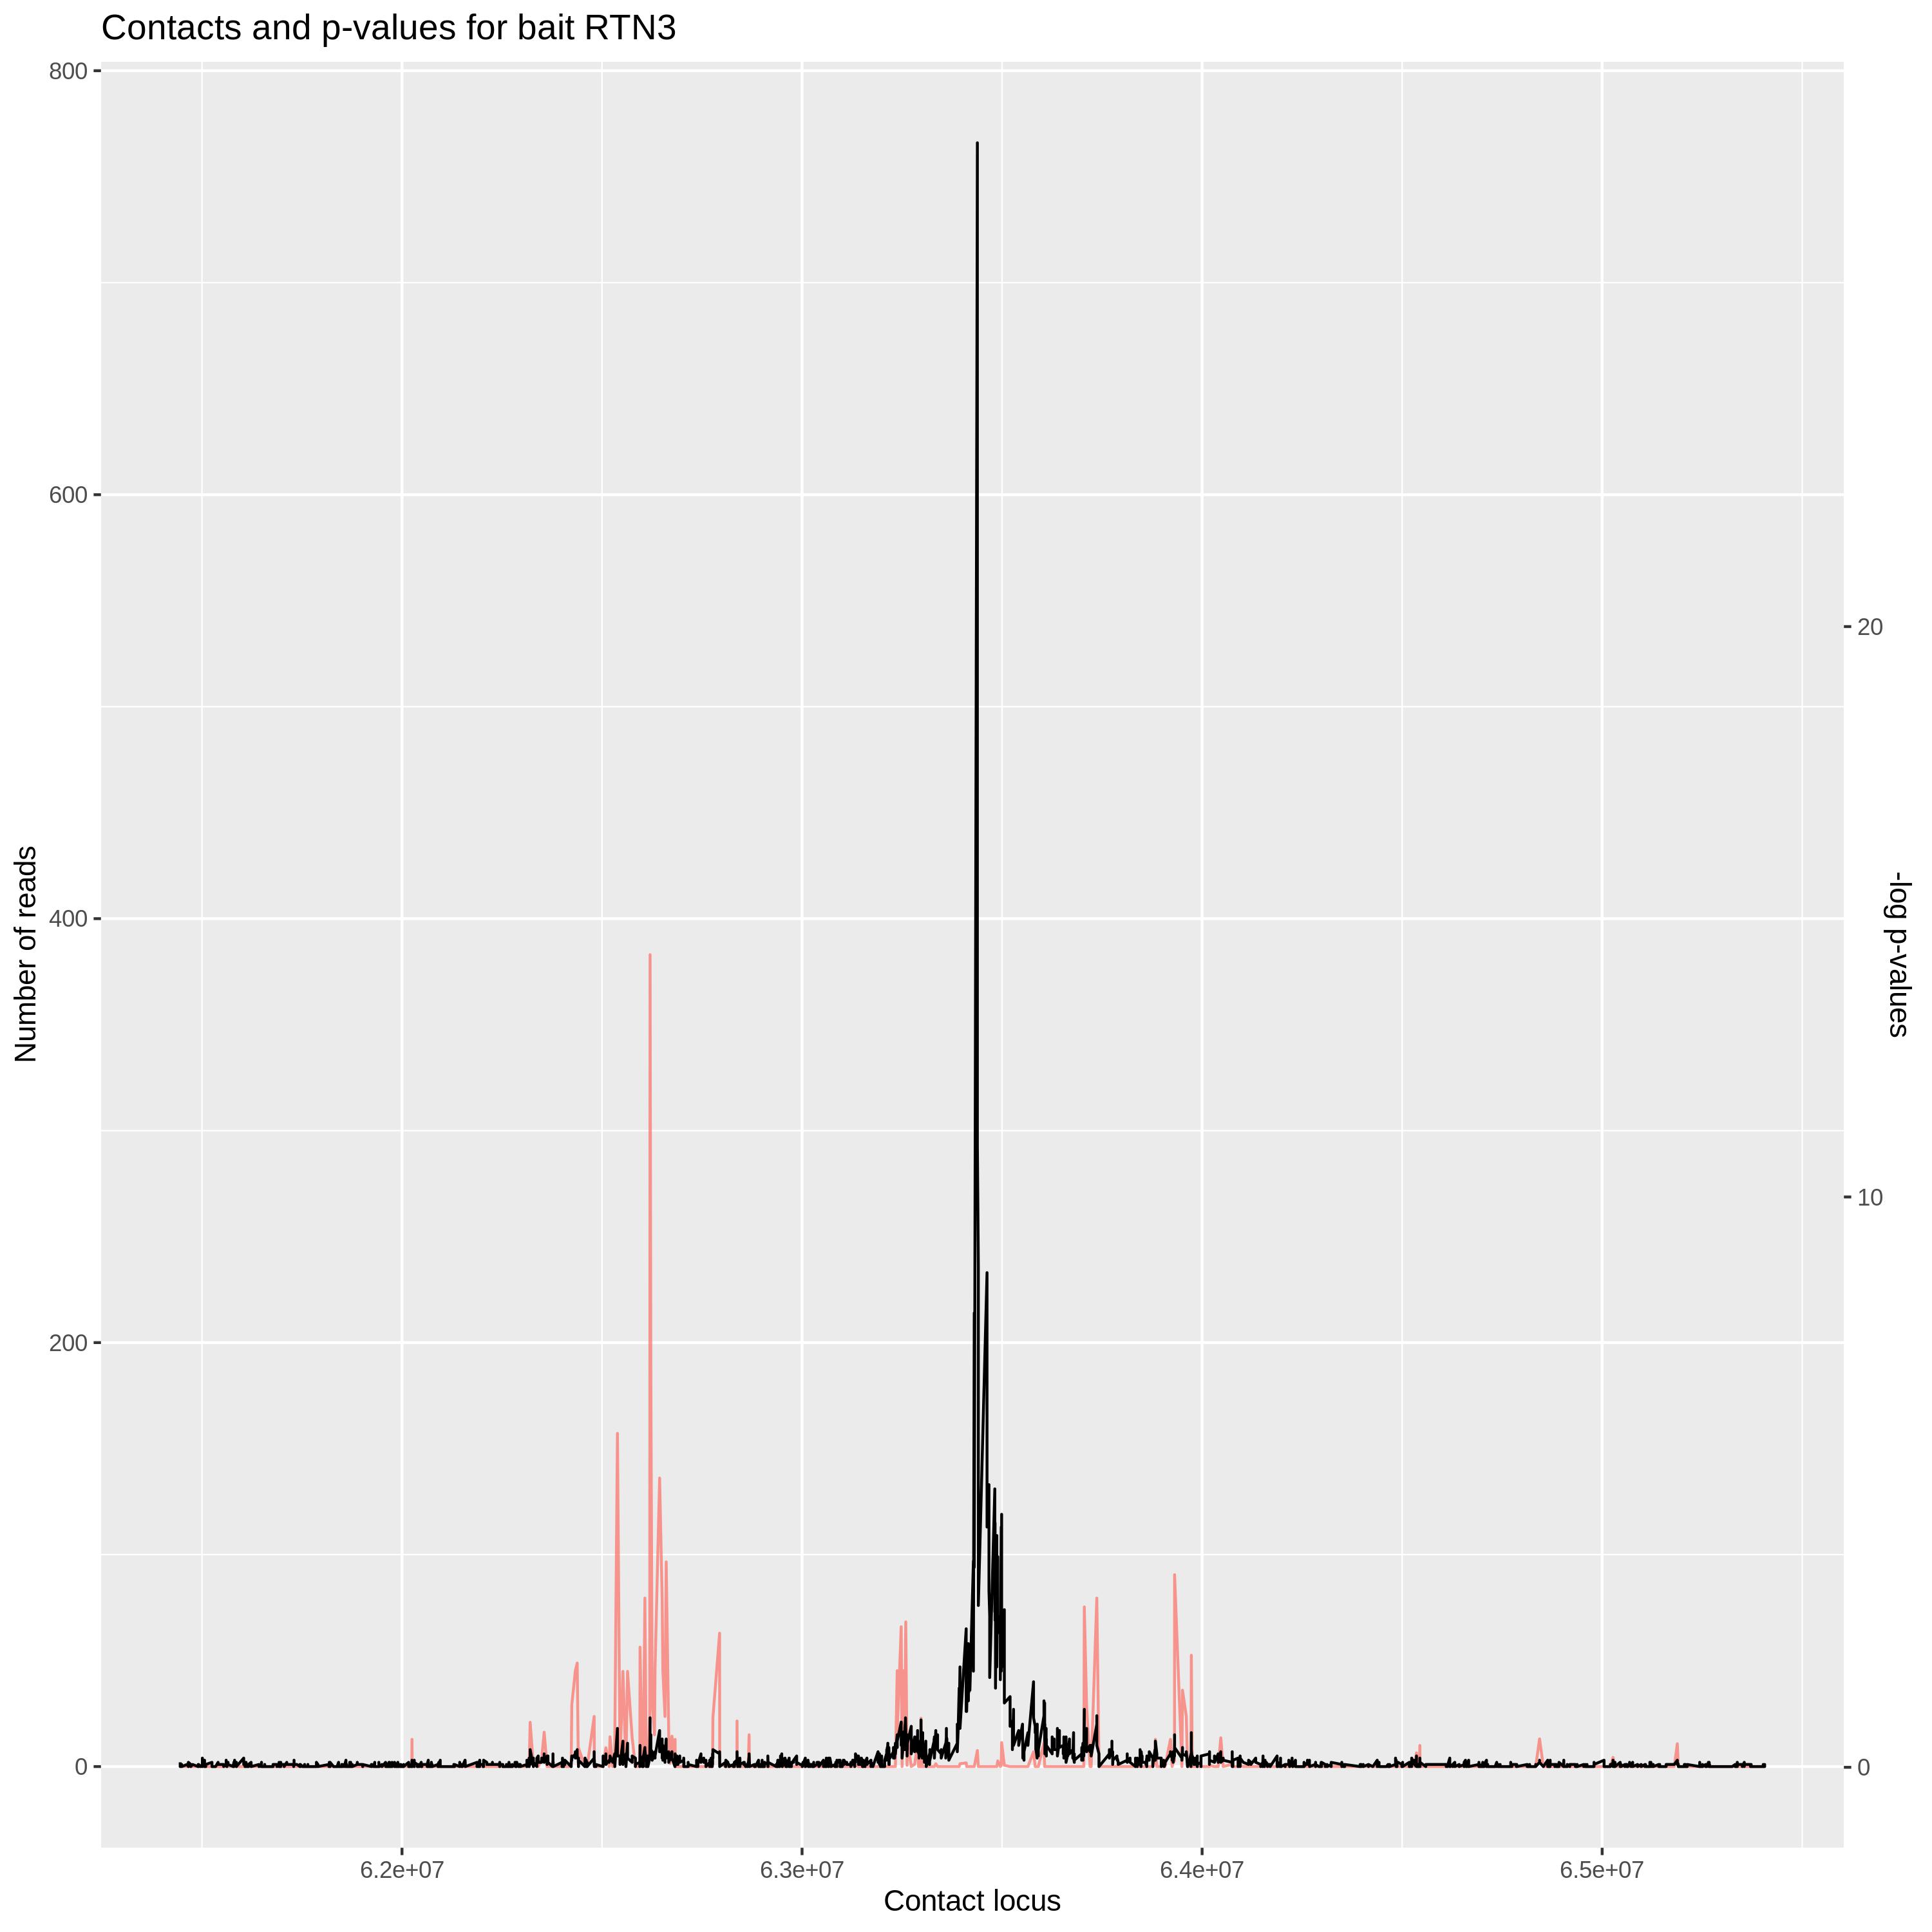 Contacts and p-values for bait RTN3
800
600
400
200
0
Number of reads
20
10
0
-log p-values
6.2e+07
6.3e+07
6.4e+07
6.5e+07
Contact locus